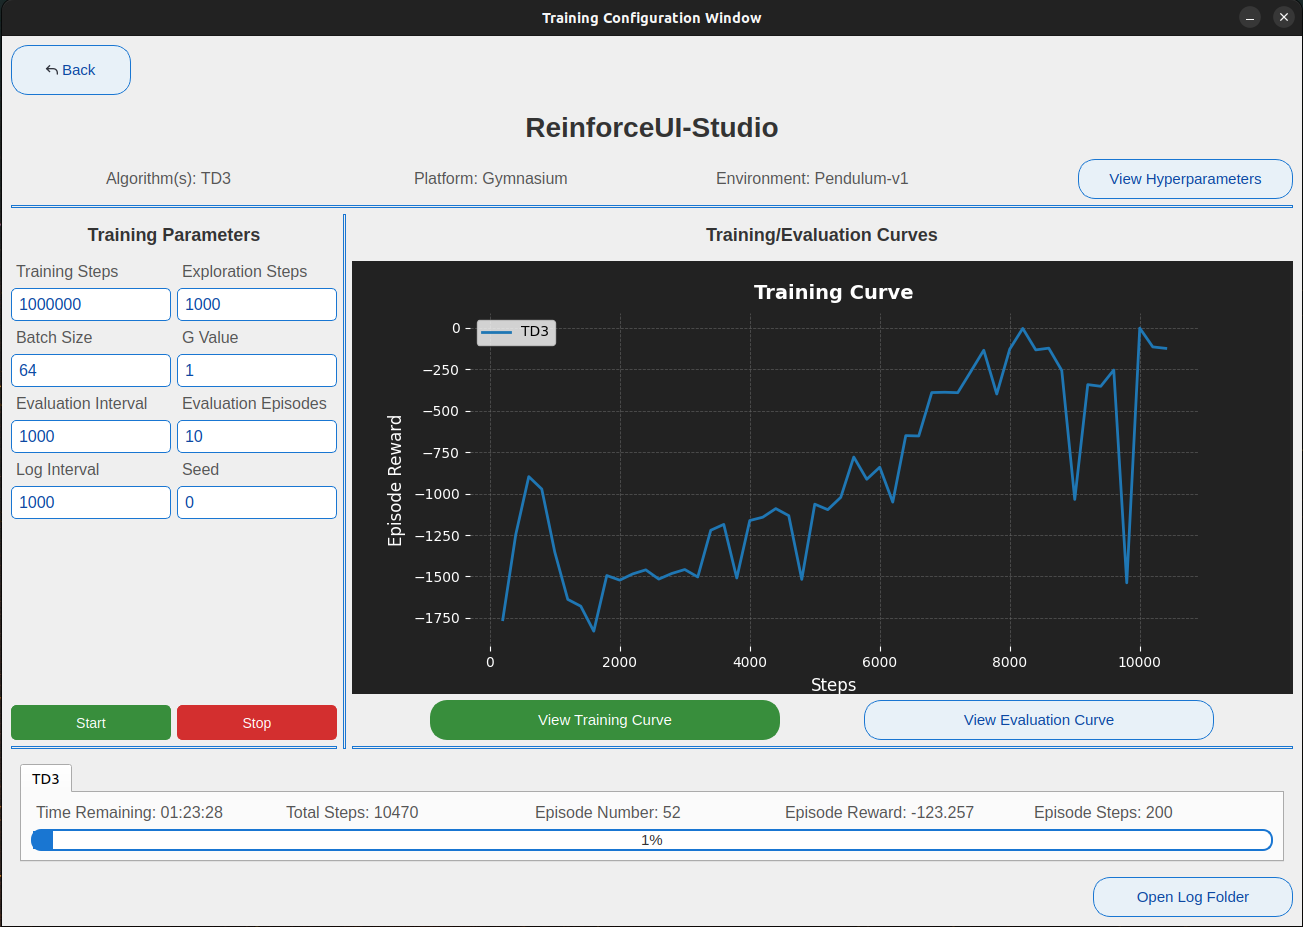 Training Configuration Window
Back
ReinforceUI-Studio
Algorithm(s): TD3 Platform: Gymnasium Environment: Pendulum-v1 View Hyperparameters
Training Parameters
Training Steps Exploration Steps
1000000 1000
Batch Size G Value
64 1
Evaluation Interval Evaluation Episodes
1000 10
Log Interval Seed
1000 0
Start Stop
Training/Evaluation Curves
Training Curve
TD3
0
−250
−500
−750
−1000
−1250
−1500
−1750
Episode Reward
0 2000 4000 6000 8000 10000
Steps
View Training Curve View Evaluation Curve
TD3
Time Remaining: 01:23:28 Total Steps: 10470 Episode Number: 52 Episode Reward: -123.257 Episode Steps: 200
1%
Open Log Folder